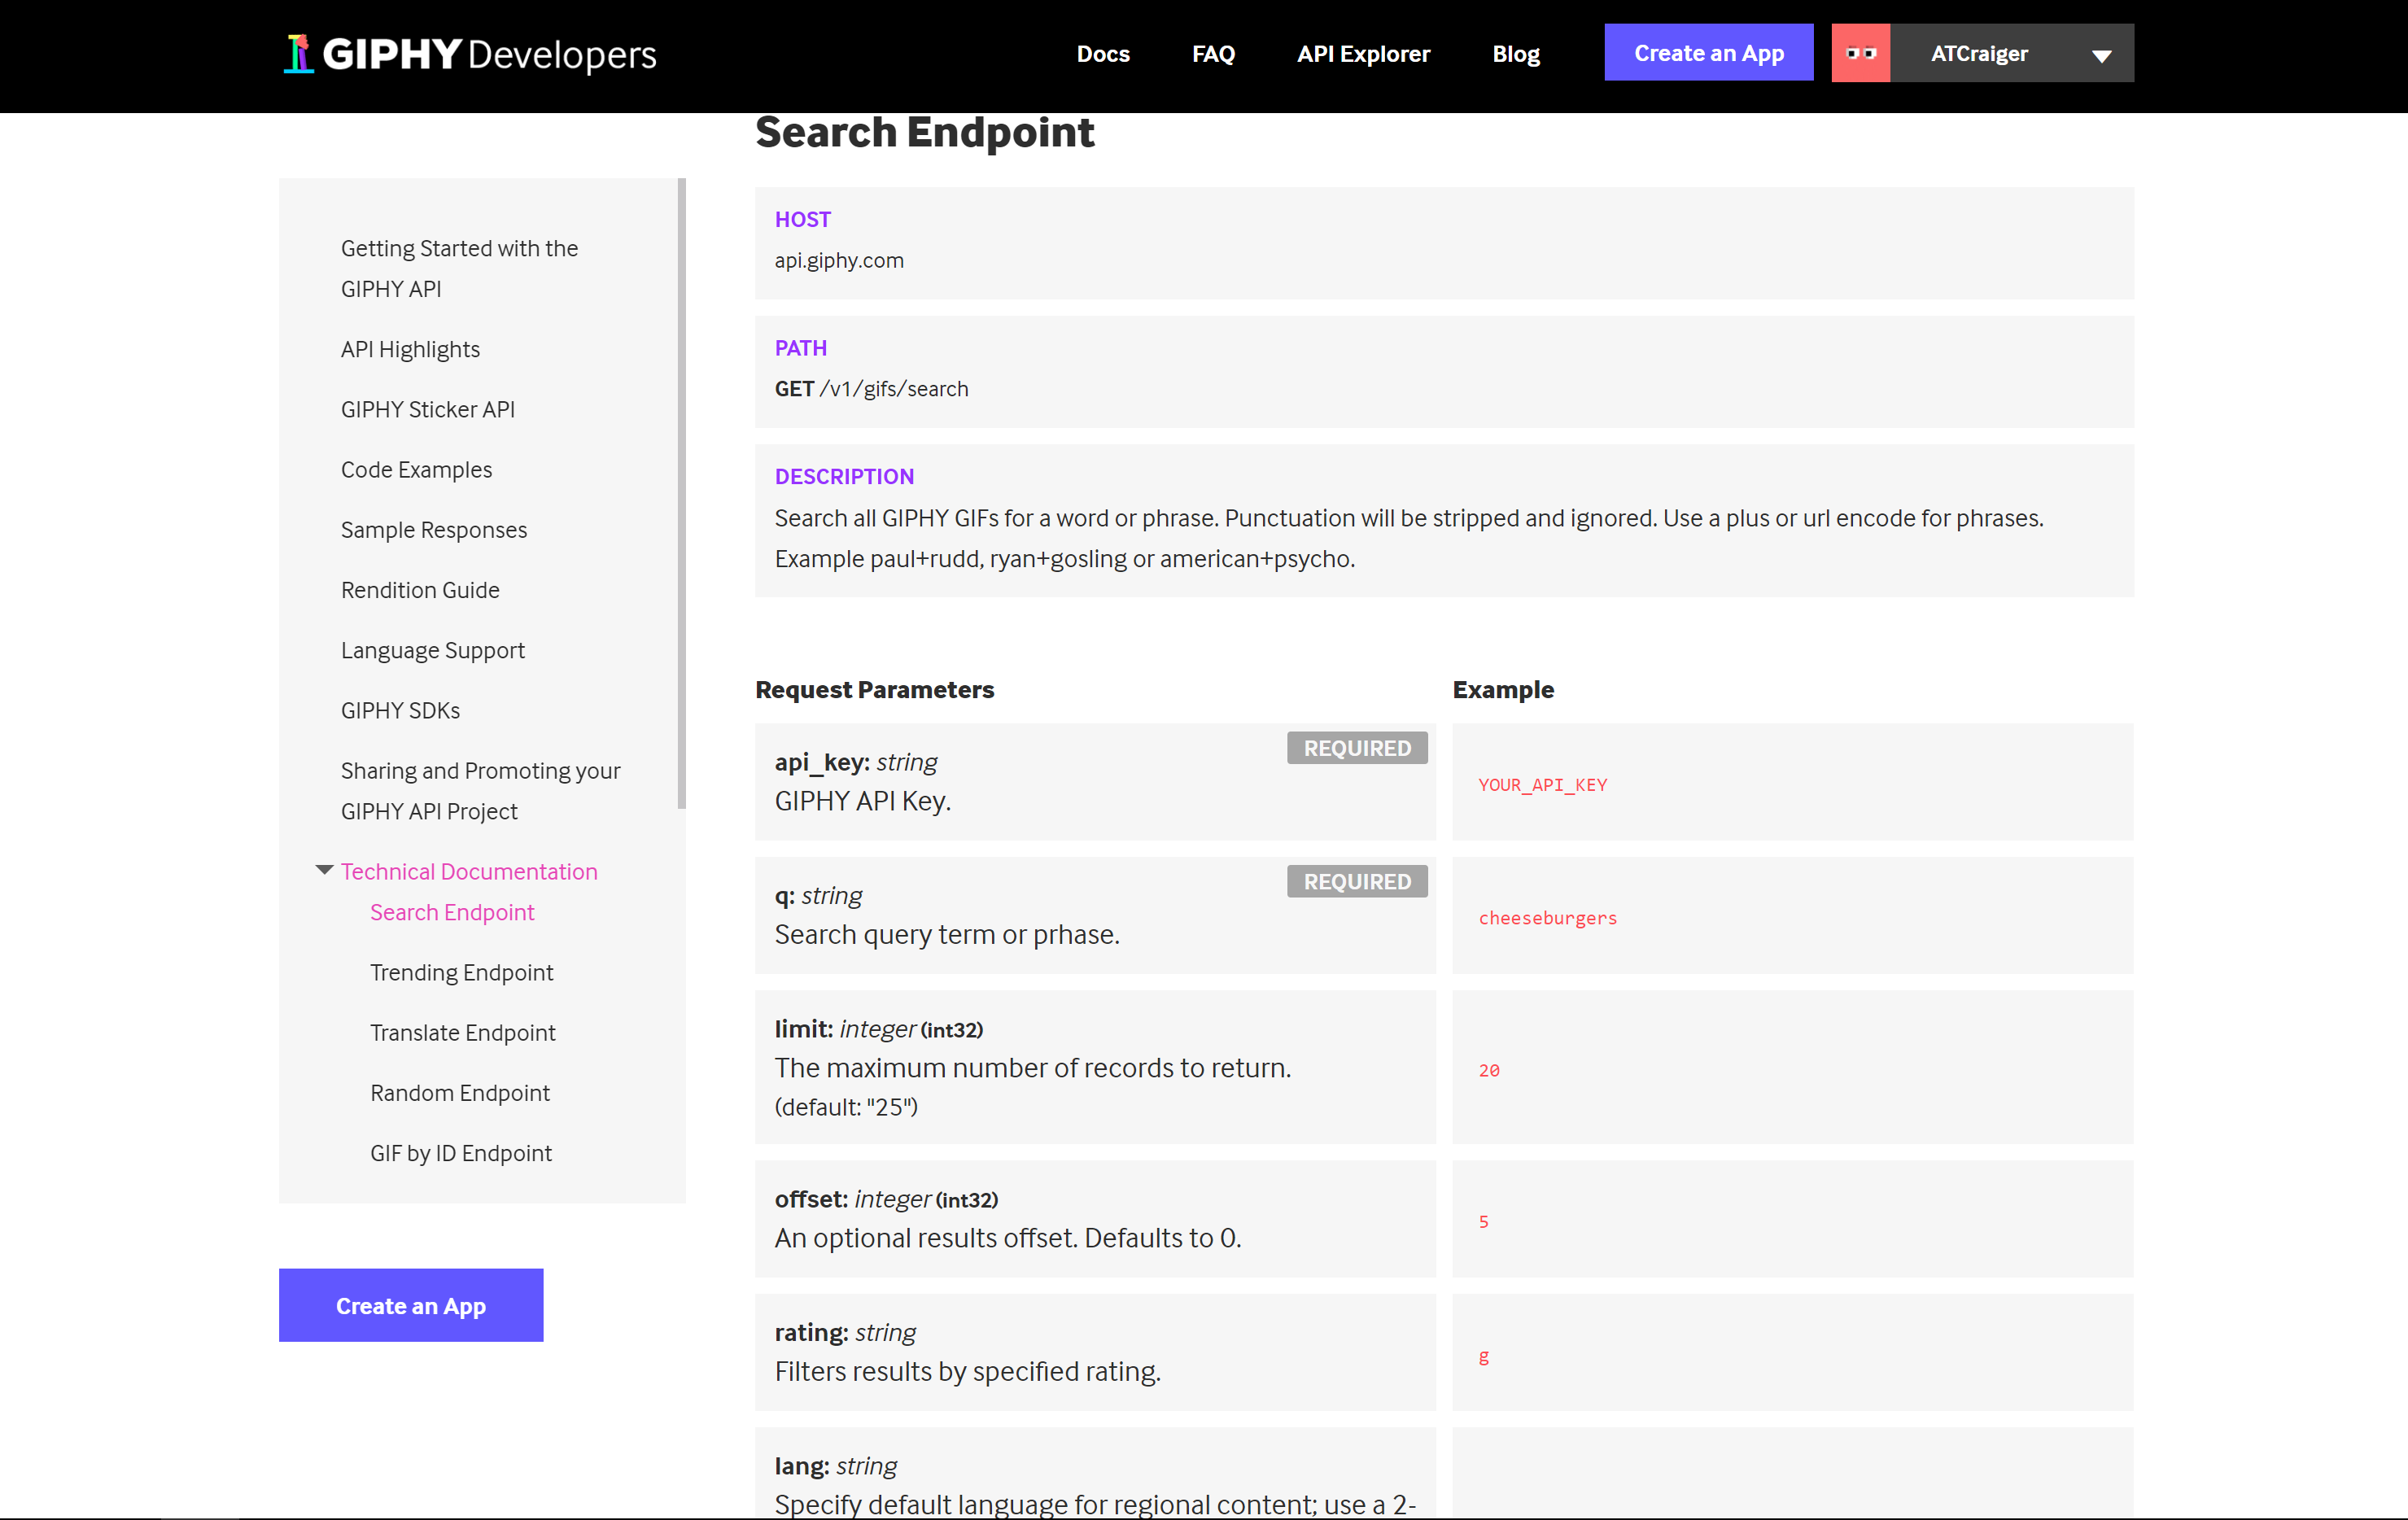 GIPHY Developers
Docs
FAQ
API Explorer
Blog
Create an App
ATCraiger
Getting Started with the
GIPHY API
API Highlights
GIPHY Sticker API
Code Examples
Sample Responses
Rendition Guide
Language Support
GIPHY SDKs
Sharing and Promoting your
GIPHY API Project
Technical Documentation
Search Endpoint
Trending Endpoint
Translate Endpoint
Random Endpoint
GIF by ID Endpoint
Create an App
Search Endpoint
HOST
api.giphy.com
PATH
GET /v1/gifs/search
DESCRIPTION
Search all GIPHY GIFs for a word or phrase. Punctuation will be stripped and ignored. Use a plus or url encode for phrases.
Example paul+rudd, ryan+gosling or american+psycho.
Request Parameters
Example
api_key: string
REQUIRED
GIPHY API Key.
YOUR_API_KEY
q: string
REQUIRED
Search query term or prhase.
cheeseburgers
limit: integer (int32)
The maximum number of records to return.
(default: "25")
20
offset: integer (int32)
An optional results offset. Defaults to 0.
5
rating: string
Filters results by specified rating.
g
lang: string
Specify default language for regional content; use a 2-